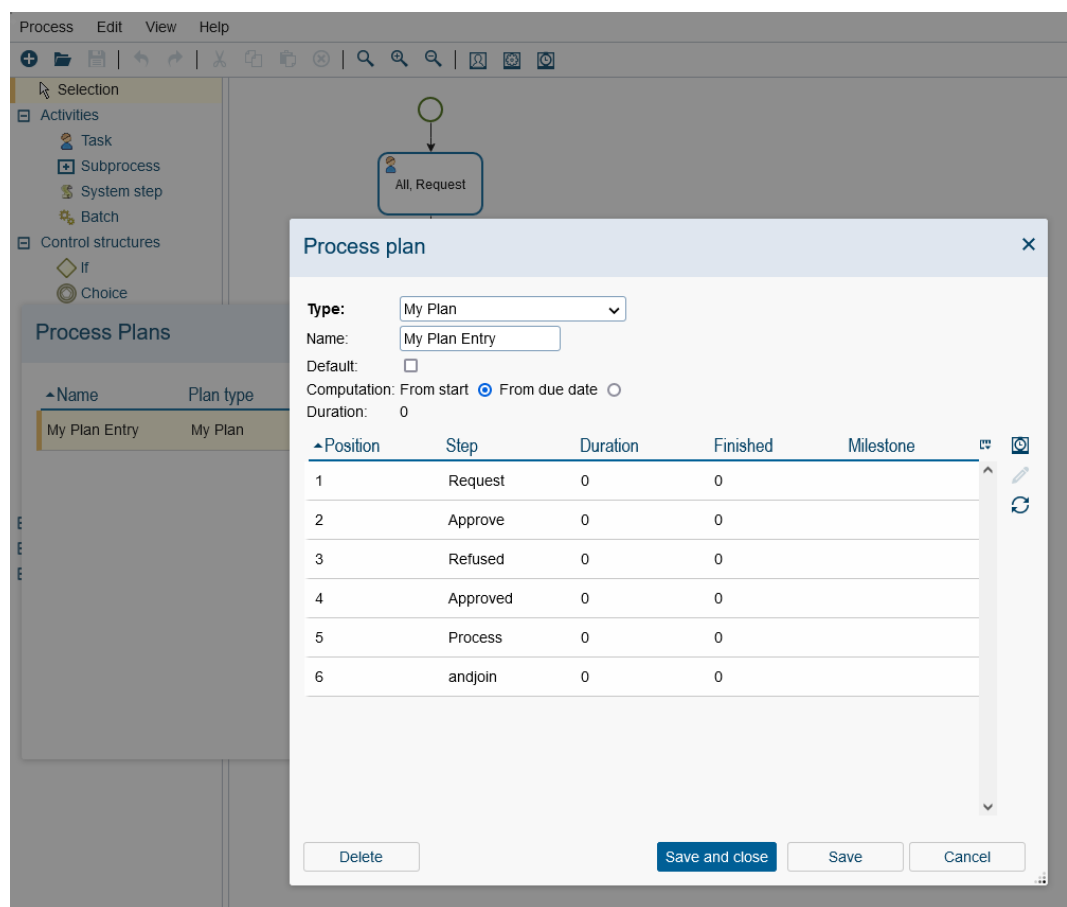 Process Edit View Help
Selection
Activities
Task
Subprocess
System step
Batch
Control structures
If
Choice
All, Request
Process Plans
Name Plan type
My Plan Entry My Plan
Process plan
Type: My Plan
Name: My Plan Entry
Default:
Computation: From start From due date
Duration: 0
Position Step Duration Finished Milestone
1 Request 0 0
2 Approve 0 0
3 Refused 0 0
4 Approved 0 0
5 Process 0 0
6 andjoin 0 0
Delete Save and close Save Cancel